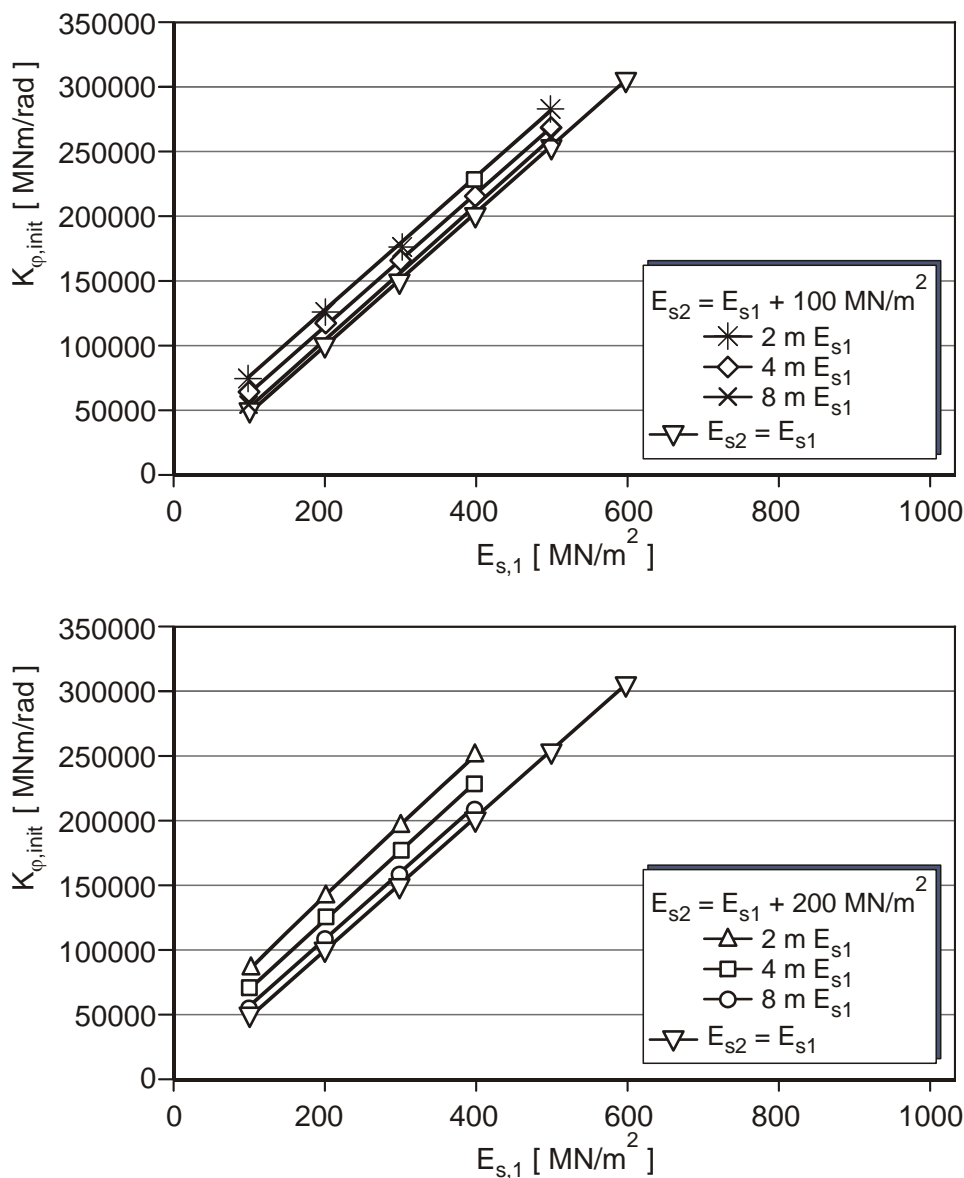 350000
300000
250000
200000
150000
100000
50000
0
K_φ,init [ MNm/rad ]
E_s2 = E_s1 + 100 MN/m²
2 m E_s1
4 m E_s1
8 m E_s1
E_s2 = E_s1
0 200 400 600 800 1000
E_s,1 [ MN/m² ]
350000
300000
250000
200000
150000
100000
50000
0
K_φ,init [ MNm/rad ]
E_s2 = E_s1 + 200 MN/m²
2 m E_s1
4 m E_s1
8 m E_s1
E_s2 = E_s1
0 200 400 600 800 1000
E_s,1 [ MN/m² ]